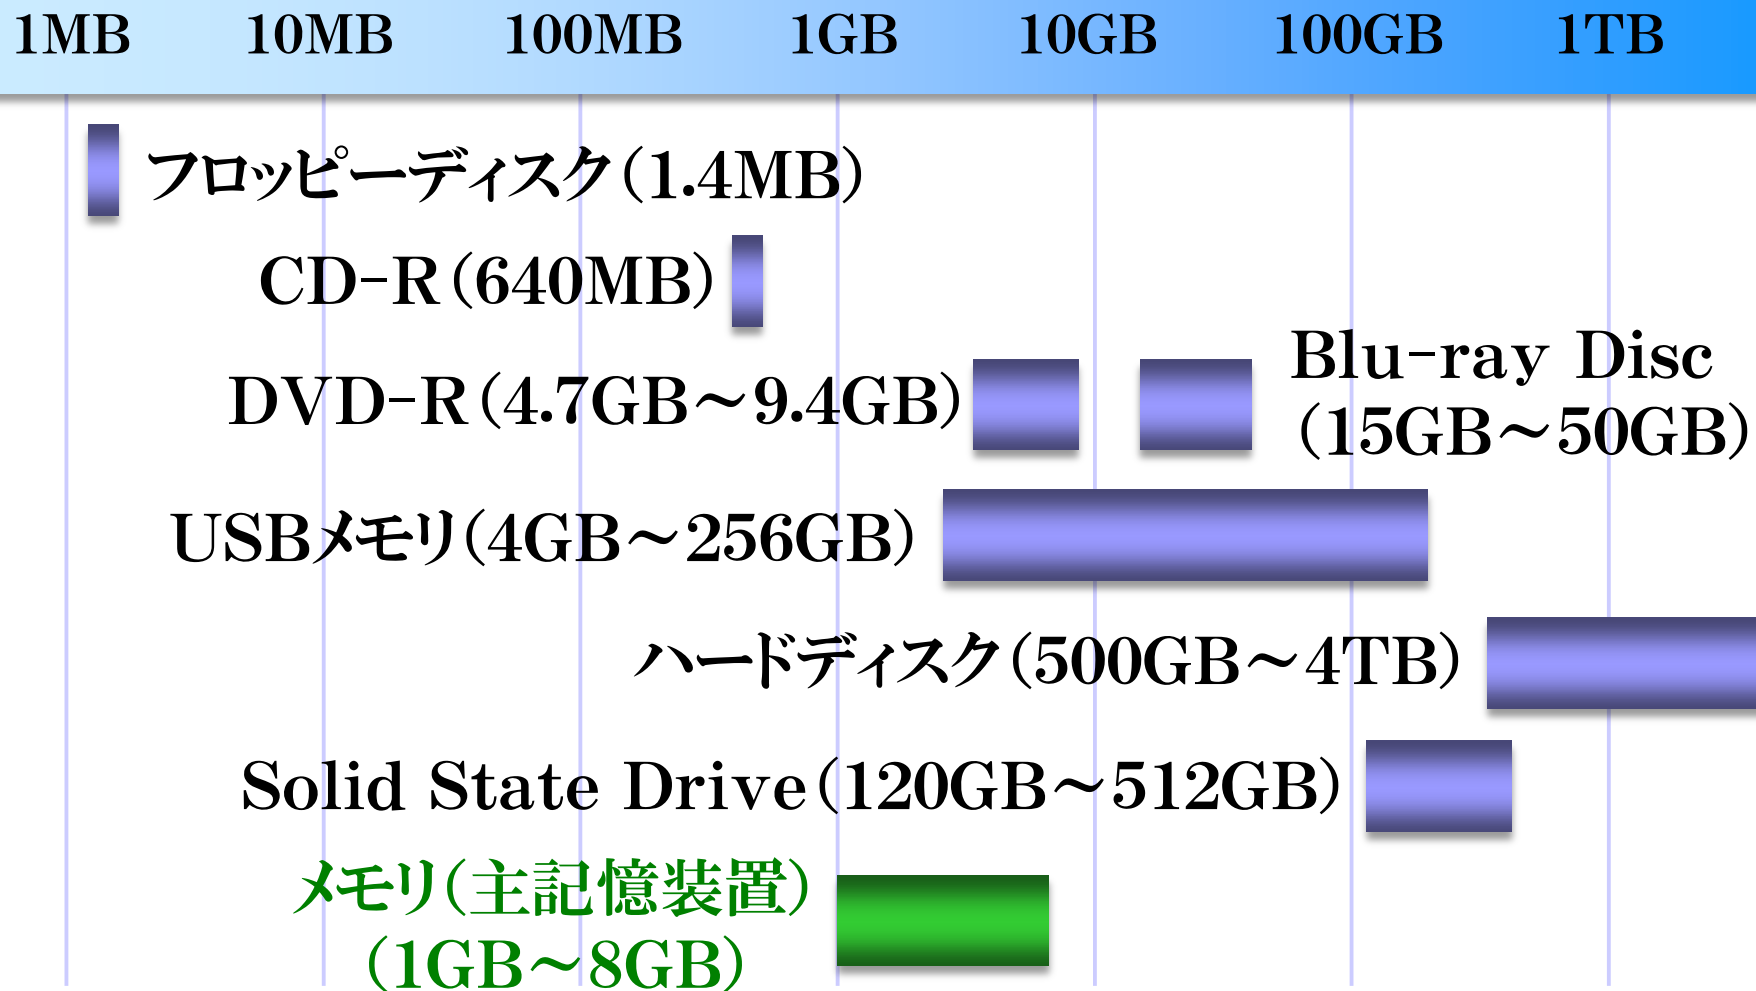 1MB 10MB 100MB 1GB 10GB 100GB 1TB
フロッピーディスク(1.4MB)
CD-R(640MB)
DVD-R(4.7GB～9.4GB)
Blu-ray Disc
(15GB～50GB)
USBメモリ(4GB～256GB)
ハードディスク(500GB～4TB)
Solid State Drive(120GB～512GB)
メモリ(主記憶装置)
(1GB～8GB)